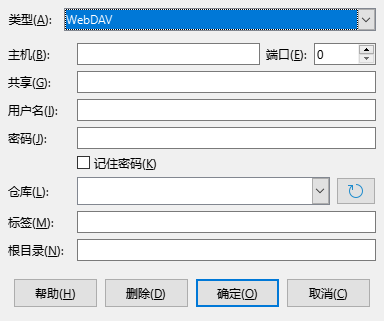 类型(A): WebDAV
主机(B): 端口(E): 0
共享(G):
用户名(I):
密码(J):
记住密码(K)
仓库(L):
标签(M):
根目录(N):
帮助(H) 删除(D) 确定(O) 取消(C)